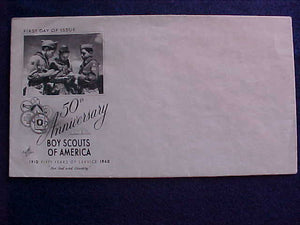 FIRST DAY OF ISSUE
50th
Anniversary
BOY SCOUTS
OF AMERICA
1910 FIFTY YEARS OF SERVICE 1960
"For God and Country"